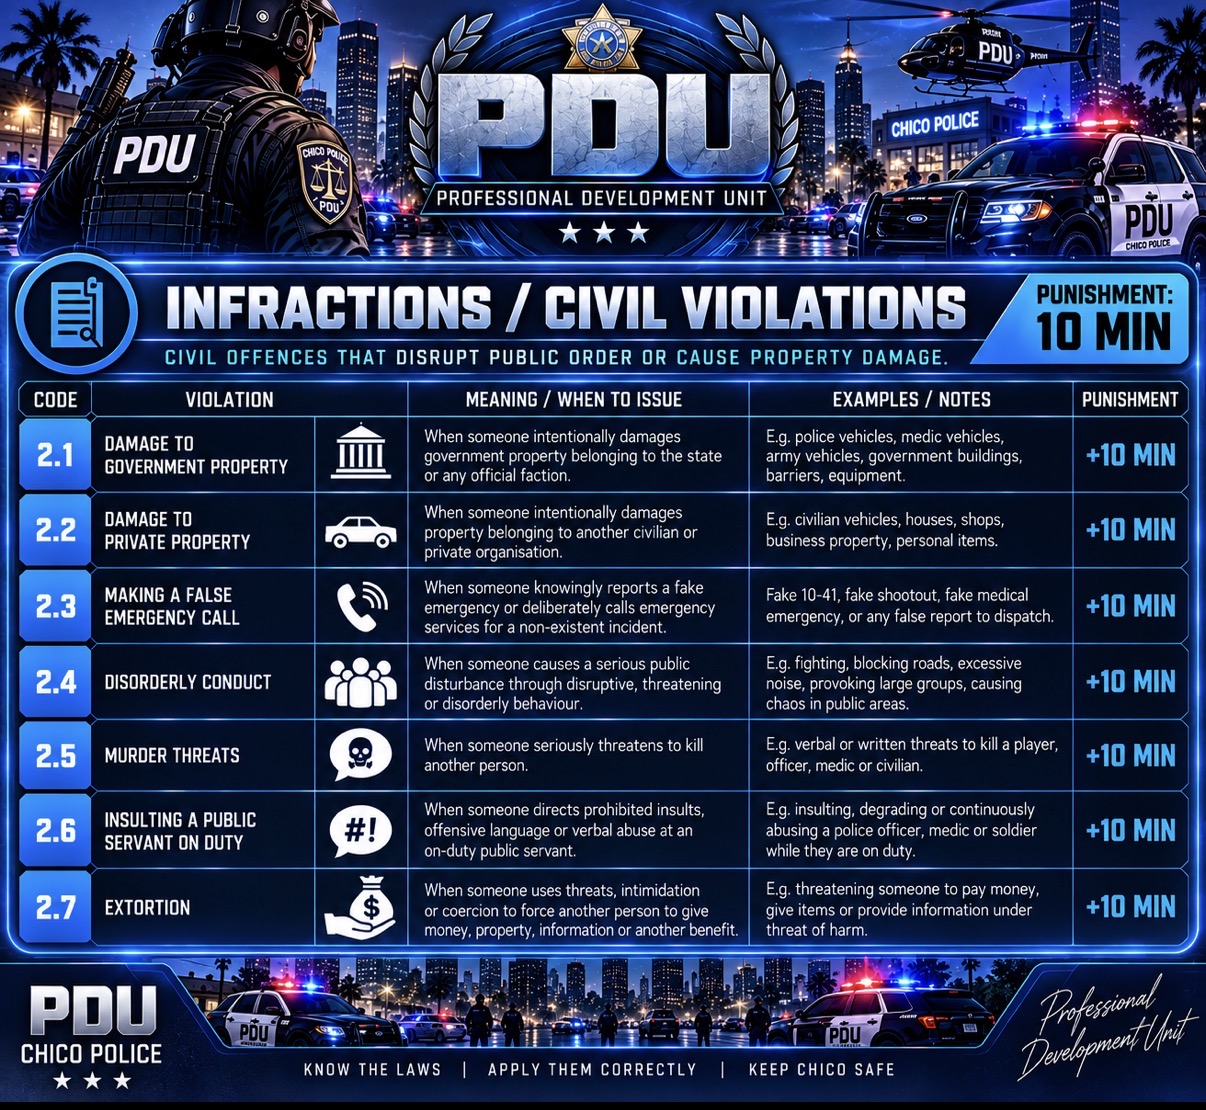 PDU
CHICO POLICE
PDU
PDU
PROFESSIONAL DEVELOPMENT UNIT
PDU
CHICO POLICE
PDU
CHICO POLICE
INFRACTIONS / CIVIL VIOLATIONS
CIVIL OFFENCES THAT DISRUPT PUBLIC ORDER OR CAUSE PROPERTY DAMAGE.
PUNISHMENT:
10 MIN
CODE VIOLATION MEANING / WHEN TO ISSUE EXAMPLES / NOTES PUNISHMENT
2.1
DAMAGE TO
GOVERNMENT PROPERTY
When someone intentionally damages
government property belonging to the state
or any official faction.
E.g. police vehicles, medic vehicles,
army vehicles, government buildings,
barriers, equipment.
+10 MIN
2.2
DAMAGE TO
PRIVATE PROPERTY
When someone intentionally damages
property belonging to another civilian or
private organisation.
E.g. civilian vehicles, houses, shops,
business property, personal items.
+10 MIN
2.3
MAKING A FALSE
EMERGENCY CALL
When someone knowingly reports a fake
emergency or deliberately calls emergency
services for a non-existent incident.
Fake 10-41, fake shootout, fake medical
emergency, or any false report to dispatch.
+10 MIN
2.4
DISORDERLY CONDUCT
When someone causes a serious public
disturbance through disruptive, threatening
or disorderly behaviour.
E.g. fighting, blocking roads, excessive
noise, provoking large groups, causing
chaos in public areas.
+10 MIN
2.5
MURDER THREATS
When someone seriously threatens to kill
another person.
E.g. verbal or written threats to kill a player,
officer, medic or civilian.
+10 MIN
2.6
INSULTING A PUBLIC
SERVANT ON DUTY
#!
When someone directs prohibited insults,
offensive language or verbal abuse at an
on-duty public servant.
E.g. insulting, degrading or continuously
abusing a police officer, medic or soldier
while they are on duty.
+10 MIN
2.7
EXTORTION
$
When someone uses threats, intimidation
or coercion to force another person to give
money, property, information or another benefit.
E.g. threatening someone to pay money,
give items or provide information under
threat of harm.
+10 MIN
PDU
CHICO POLICE
PDU
PDU
Professional
Development Unit
KNOW THE LAWS | APPLY THEM CORRECTLY | KEEP CHICO SAFE